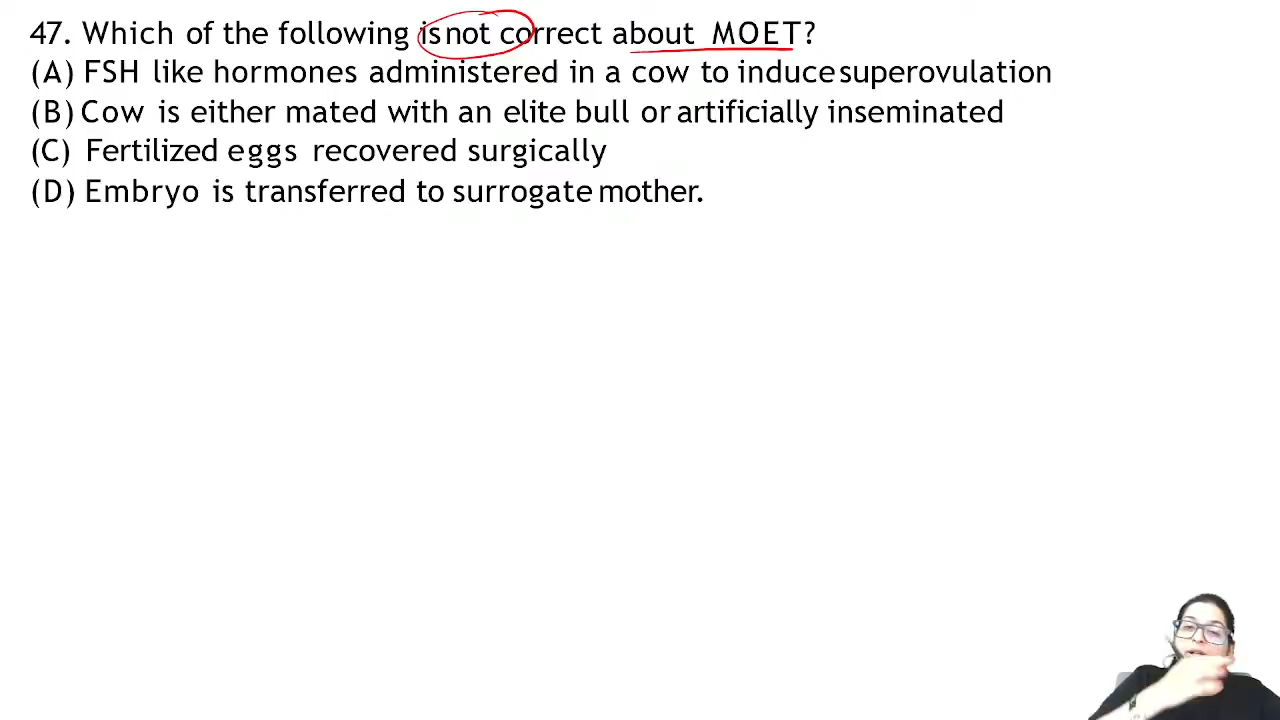 47. Which of the following is not correct about MOET?
(A) FSH like hormones administered in a cow to induce superovulation
(B) Cow is either mated with an elite bull or artificially inseminated
(C) Fertilized eggs recovered surgically
(D) Embryo is transferred to surrogate mother.